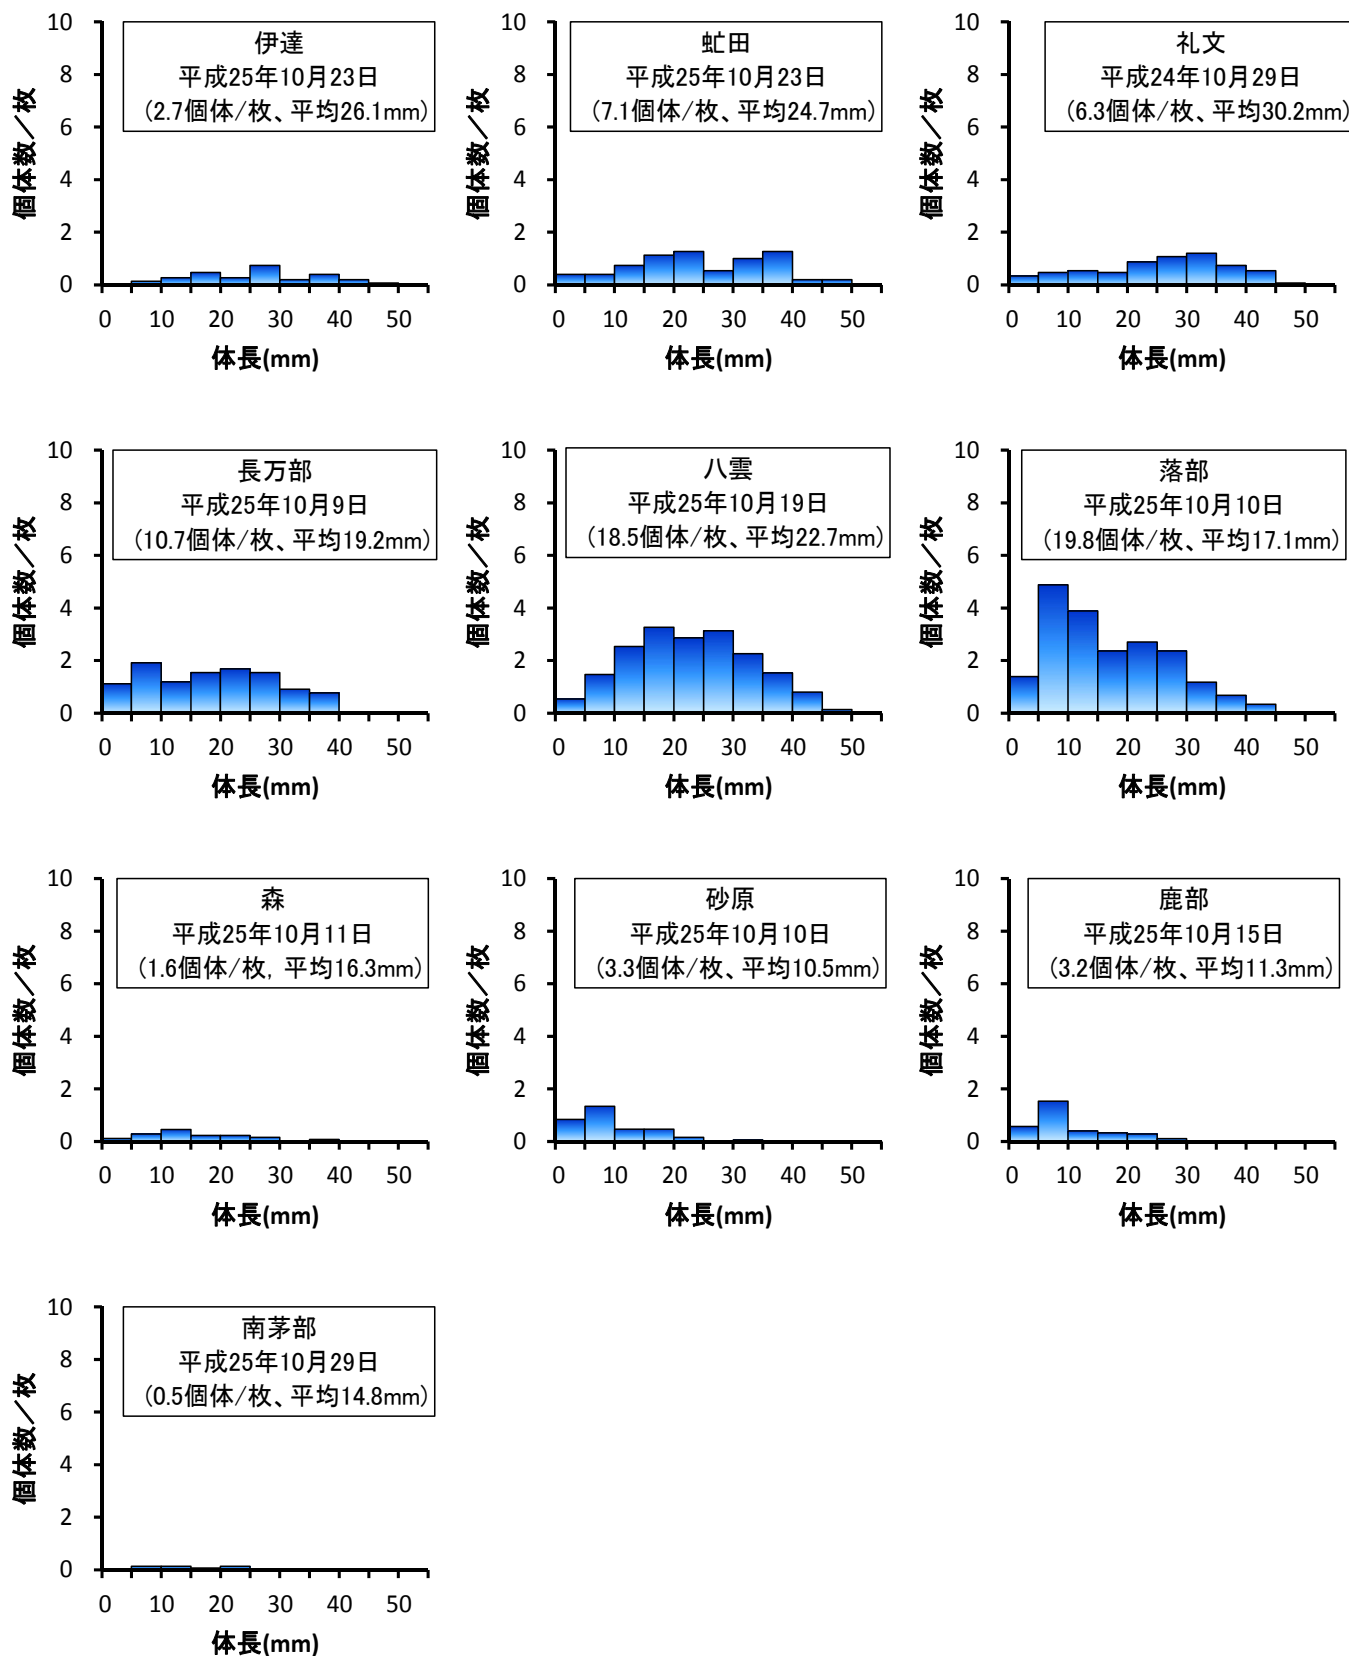 伊達
平成25年10月23日
(2.7個体/枚、平均26.1mm)
個体数/枚
10
8
6
4
2
0
0 10 20 30 40 50
体長(mm)
虻田
平成25年10月23日
(7.1個体/枚、平均24.7mm)
個体数/枚
10
8
6
4
2
0
0 10 20 30 40 50
体長(mm)
礼文
平成24年10月29日
(6.3個体/枚、平均30.2mm)
個体数/枚
10
8
6
4
2
0
0 10 20 30 40 50
体長(mm)
長万部
平成25年10月9日
(10.7個体/枚、平均19.2mm)
個体数/枚
10
8
6
4
2
0
0 10 20 30 40 50
体長(mm)
八雲
平成25年10月19日
(18.5個体/枚、平均22.7mm)
個体数/枚
10
8
6
4
2
0
0 10 20 30 40 50
体長(mm)
落部
平成25年10月10日
(19.8個体/枚、平均17.1mm)
個体数/枚
10
8
6
4
2
0
0 10 20 30 40 50
体長(mm)
森
平成25年10月11日
(1.6個体/枚, 平均16.3mm)
個体数/枚
10
8
6
4
2
0
0 10 20 30 40 50
体長(mm)
砂原
平成25年10月10日
(3.3個体/枚、平均10.5mm)
個体数/枚
10
8
6
4
2
0
0 10 20 30 40 50
体長(mm)
鹿部
平成25年10月15日
(3.2個体/枚、平均11.3mm)
個体数/枚
10
8
6
4
2
0
0 10 20 30 40 50
体長(mm)
南茅部
平成25年10月29日
(0.5個体/枚、平均14.8mm)
個体数/枚
10
8
6
4
2
0
0 10 20 30 40 50
体長(mm)